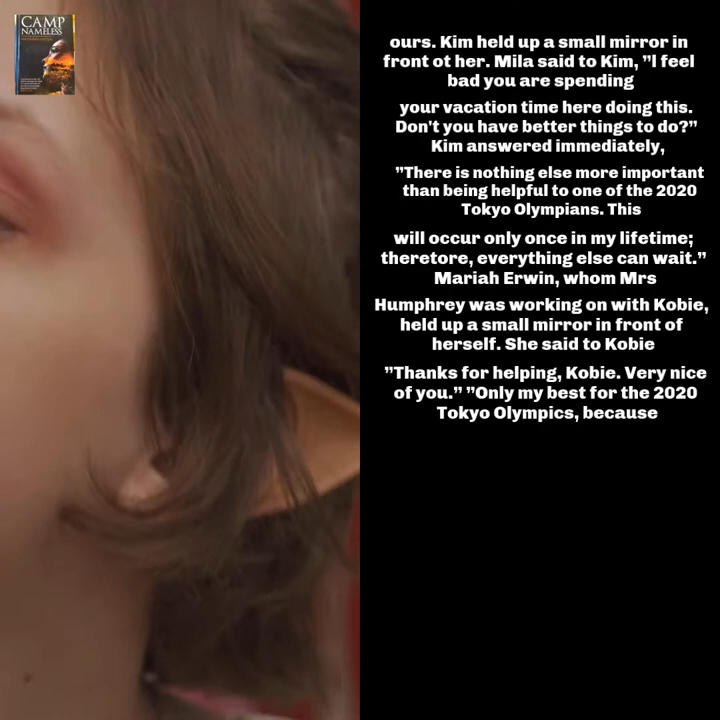 CAMP
NAMELESS
ours. Kim held up a small mirror in
front ot her. Mila said to Kim, ”I feel
bad you are spending
your vacation time here doing this.
Don't you have better things to do?”
Kim answered immediately,
”There is nothing else more important
than being helpful to one of the 2020
Tokyo Olympians. This
will occur only once in my lifetime;
theretore, everything else can wait.”
Mariah Erwin, whom Mrs
Humphrey was working on with Kobie,
held up a small mirror in front of
herself. She said to Kobie
”Thanks for helping, Kobie. Very nice
of you.” ”Only my best for the 2020
Tokyo Olympics, because